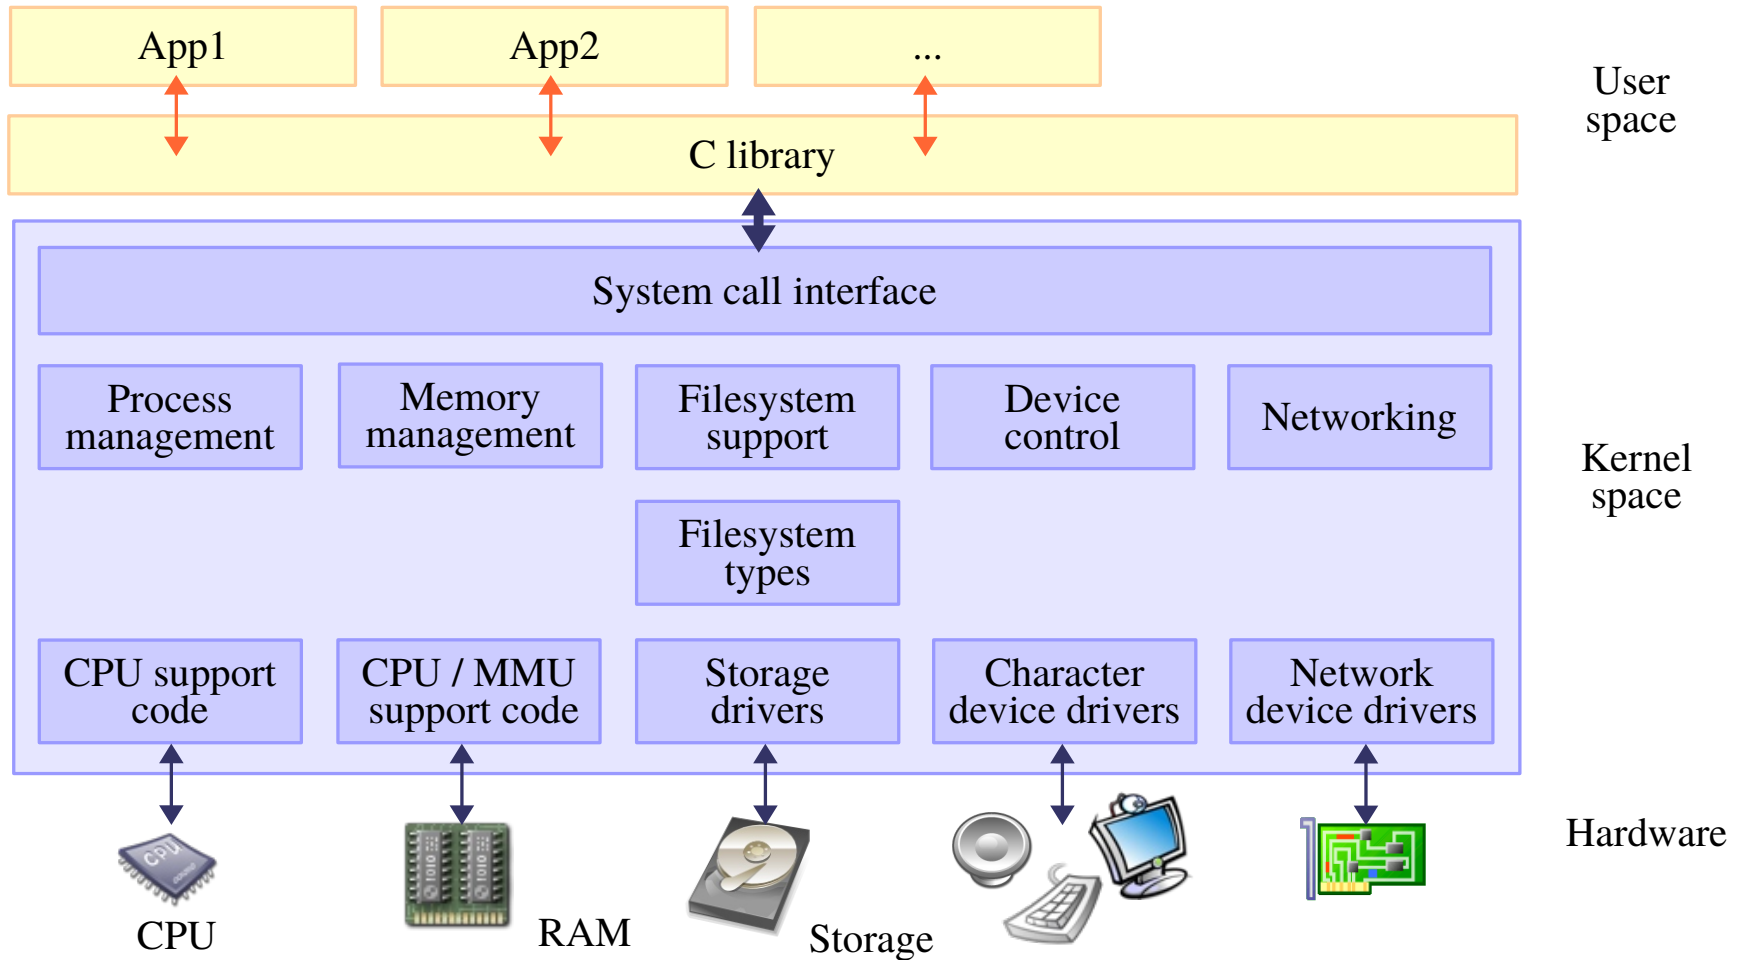 App1
App2
...
User
space
C library
System call interface
Process
management
Memory
management
Filesystem
support
Device
control
Networking
Kernel
space
Filesystem
types
CPU support
code
CPU / MMU
support code
Storage
drivers
Character
device drivers
Network
device drivers
Hardware
CPU
CPU
RAM
Storage